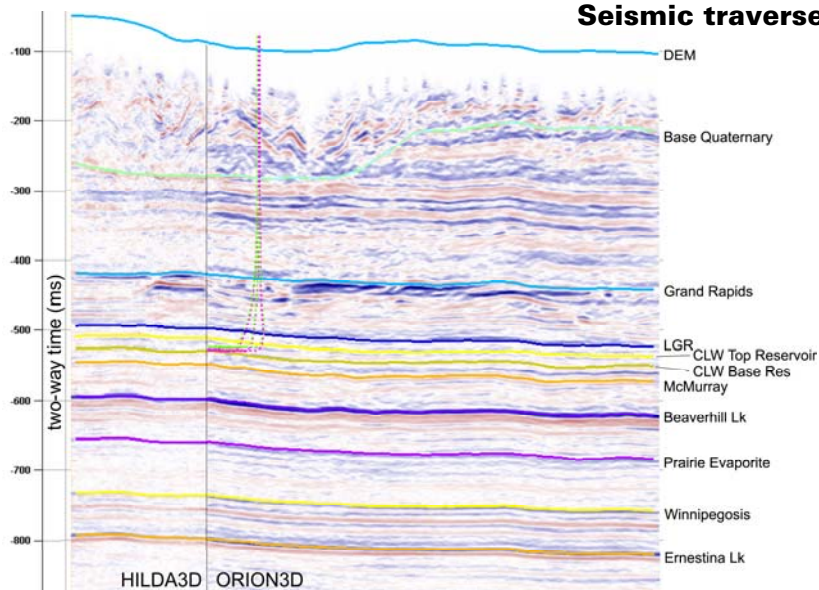 Seismic traverse
-100
-200
-300
-400
-500
-600
-700
-800
two-way time (ms)
DEM
Base Quaternary
Grand Rapids
LGR
CLW Top Reservoir
CLW Base Res
McMurray
Beaverhill Lk
Prairie Evaporite
Winnipegosis
Ernestina Lk
HILDA3D
ORION3D